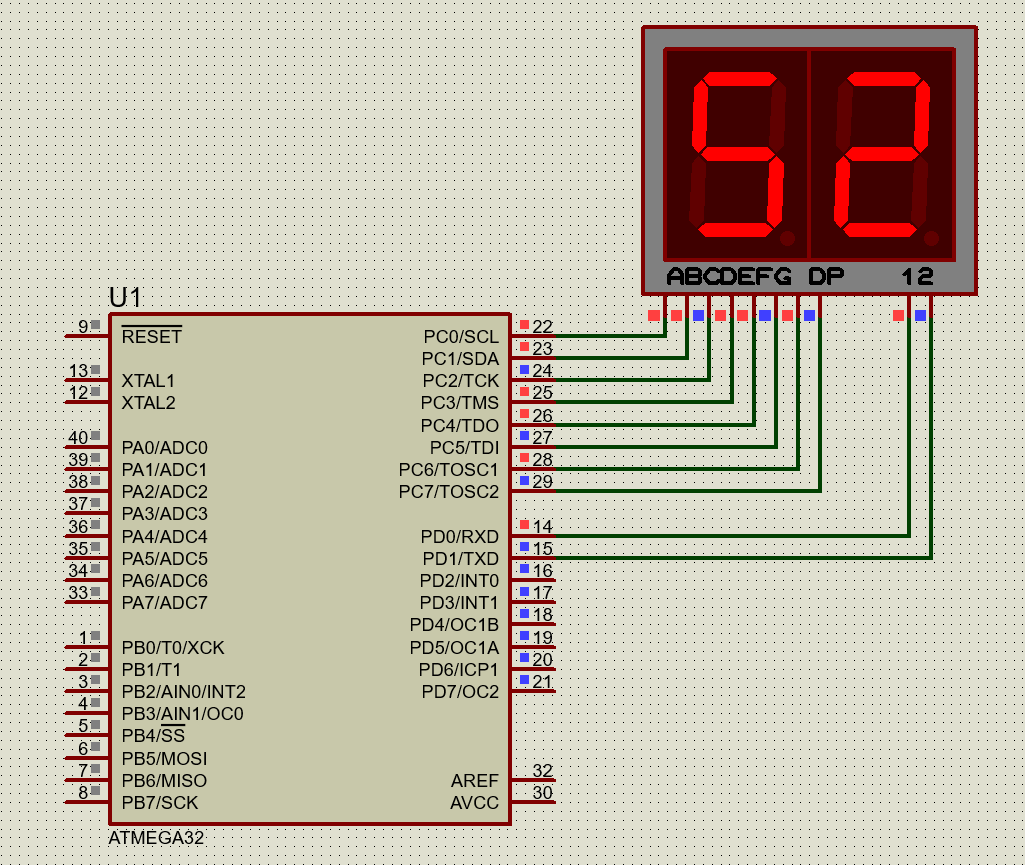 52
ABCDEFG DP 12
U1
9 RESET PC0/SCL 22
PC1/SDA 23
13 XTAL1 PC2/TCK 24
12 XTAL2 PC3/TMS 25
PC4/TDO 26
40 PA0/ADC0 PC5/TDI 27
39 PA1/ADC1 PC6/TOSC1 28
38 PA2/ADC2 PC7/TOSC2 29
37 PA3/ADC3
36 PA4/ADC4 PD0/RXD 14
35 PA5/ADC5 PD1/TXD 15
34 PA6/ADC6 PD2/INT0 16
33 PA7/ADC7 PD3/INT1 17
PD4/OC1B 18
1 PB0/T0/XCK PD5/OC1A 19
2 PB1/T1 PD6/ICP1 20
3 PB2/AIN0/INT2 PD7/OC2 21
4 PB3/AIN1/OC0
5 PB4/SS
6 PB5/MOSI
7 PB6/MISO AREF 32
8 PB7/SCK AVCC 30
ATMEGA32